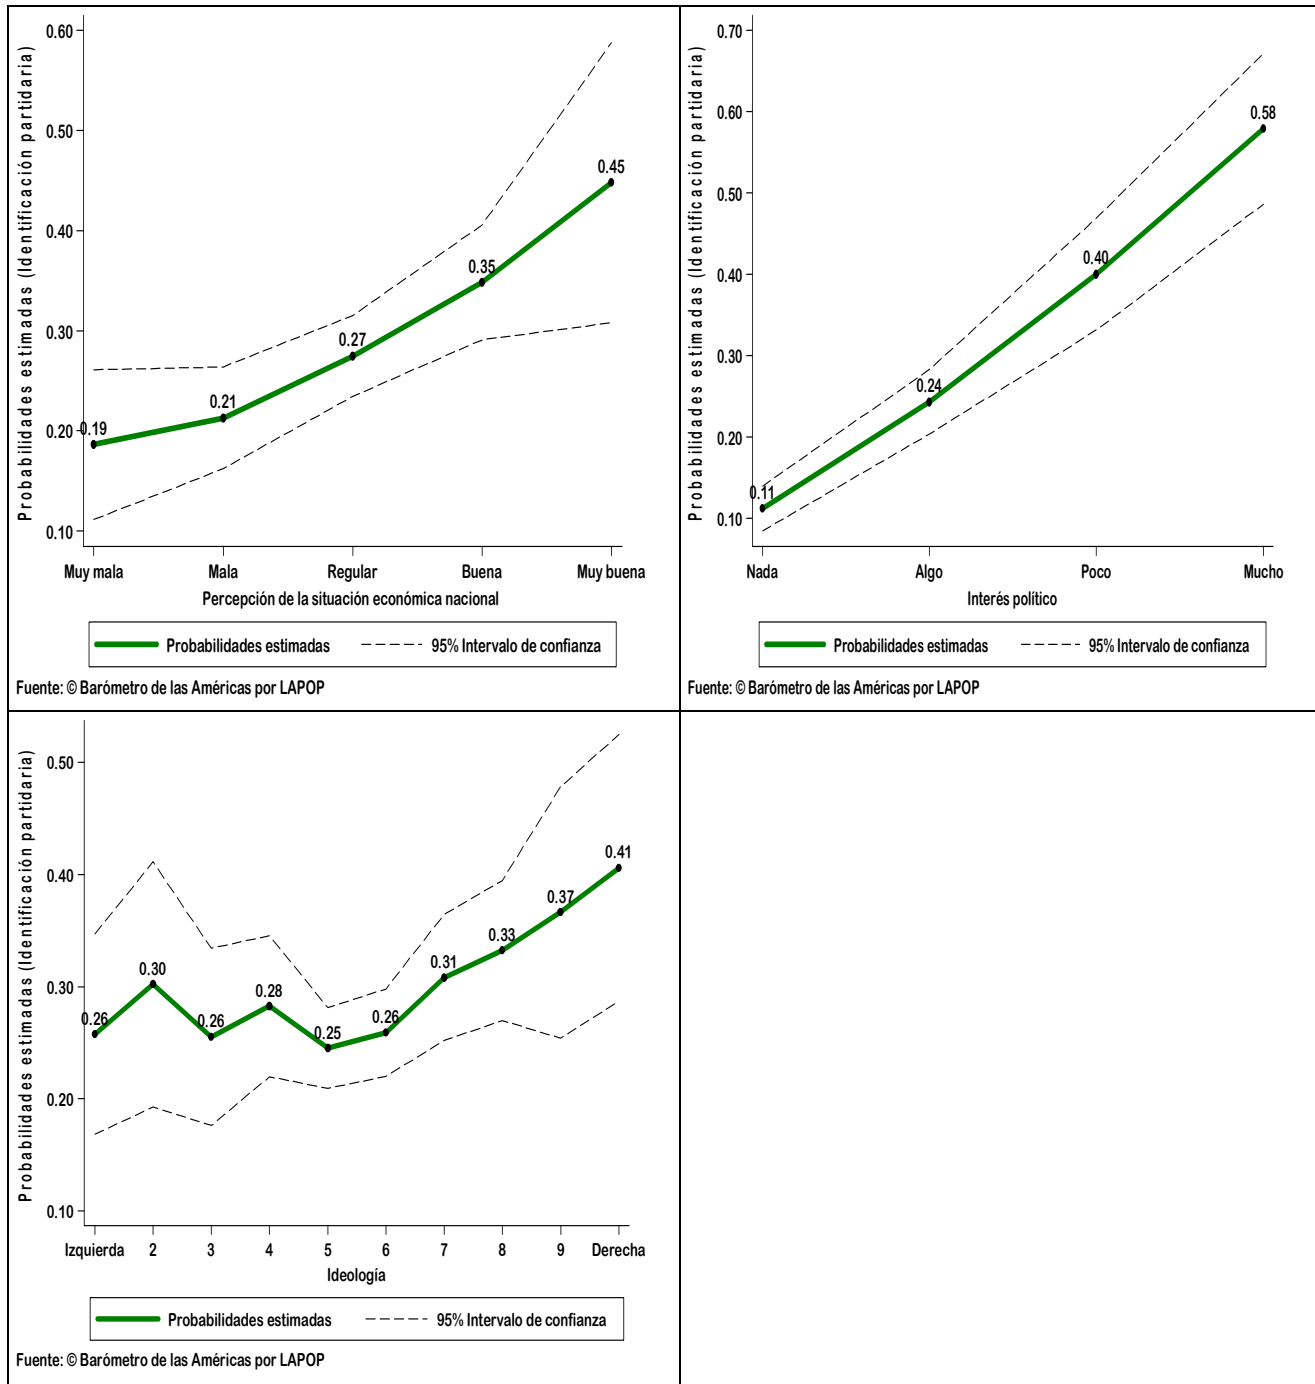 Probabilidades estimadas (Identificación partidaria)
0.60
0.50
0.40
0.30
0.20
0.10
0.19
0.21
0.27
0.35
0.45
Muy mala Mala Regular Buena Muy buena
Percepción de la situación económica nacional
Probabilidades estimadas 95% Intervalo de confianza
Fuente: © Barómetro de las Américas por LAPOP
Probabilidades estimadas (Identificación partidaria)
0.70
0.60
0.50
0.40
0.30
0.20
0.10
0.11
0.24
0.40
0.58
Nada Algo Poco Mucho
Interés político
Probabilidades estimadas 95% Intervalo de confianza
Fuente: © Barómetro de las Américas por LAPOP
Probabilidades estimadas (Identificación partidaria)
0.50
0.40
0.30
0.20
0.10
0.26
0.30
0.26
0.28
0.25
0.26
0.31
0.33
0.37
0.41
Izquierda 2 3 4 5 6 7 8 9 Derecha
Ideología
Probabilidades estimadas 95% Intervalo de confianza
Fuente: © Barómetro de las Américas por LAPOP